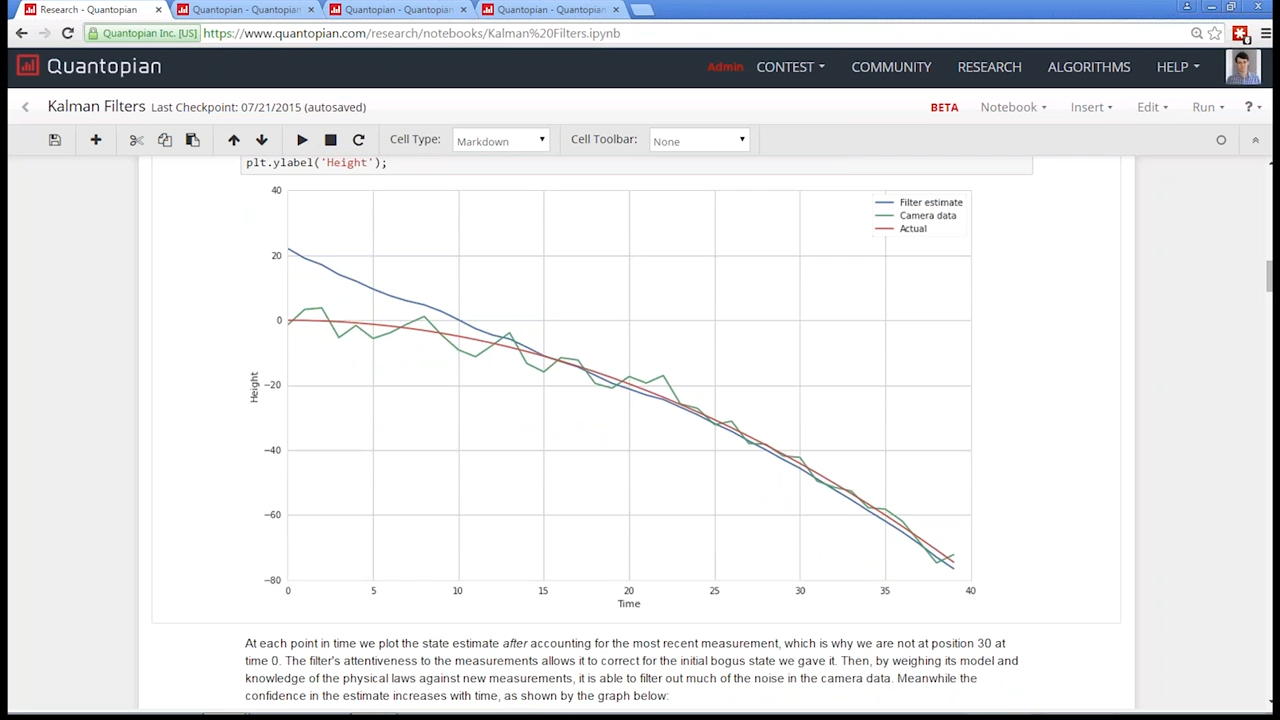 Research - Quantopian
Quantopian - Quantopian
Quantopian - Quantopian
Quantopian - Quantopian
Quantopian Inc. [US]
https://www.quantopian.com/research/notebooks/Kalman%20Filters.ipynb
Quantopian
Admin
CONTEST
COMMUNITY
RESEARCH
ALGORITHMS
HELP
Kalman Filters Last Checkpoint: 07/21/2015 (autosaved)
BETA
Notebook
Insert
Edit
Run
?
Cell Type:
Markdown
Cell Toolbar:
None
plt.ylabel('Height');
Filter estimate
Camera data
Actual
40
20
0
−20
−40
−60
−80
Height
0
5
10
15
20
25
30
35
40
Time
At each point in time we plot the state estimate after accounting for the most recent measurement, which is why we are not at position 30 at
time 0. The filter's attentiveness to the measurements allows it to correct for the initial bogus state we gave it. Then, by weighing its model and
knowledge of the physical laws against new measurements, it is able to filter out much of the noise in the camera data. Meanwhile the
confidence in the estimate increases with time, as shown by the graph below: